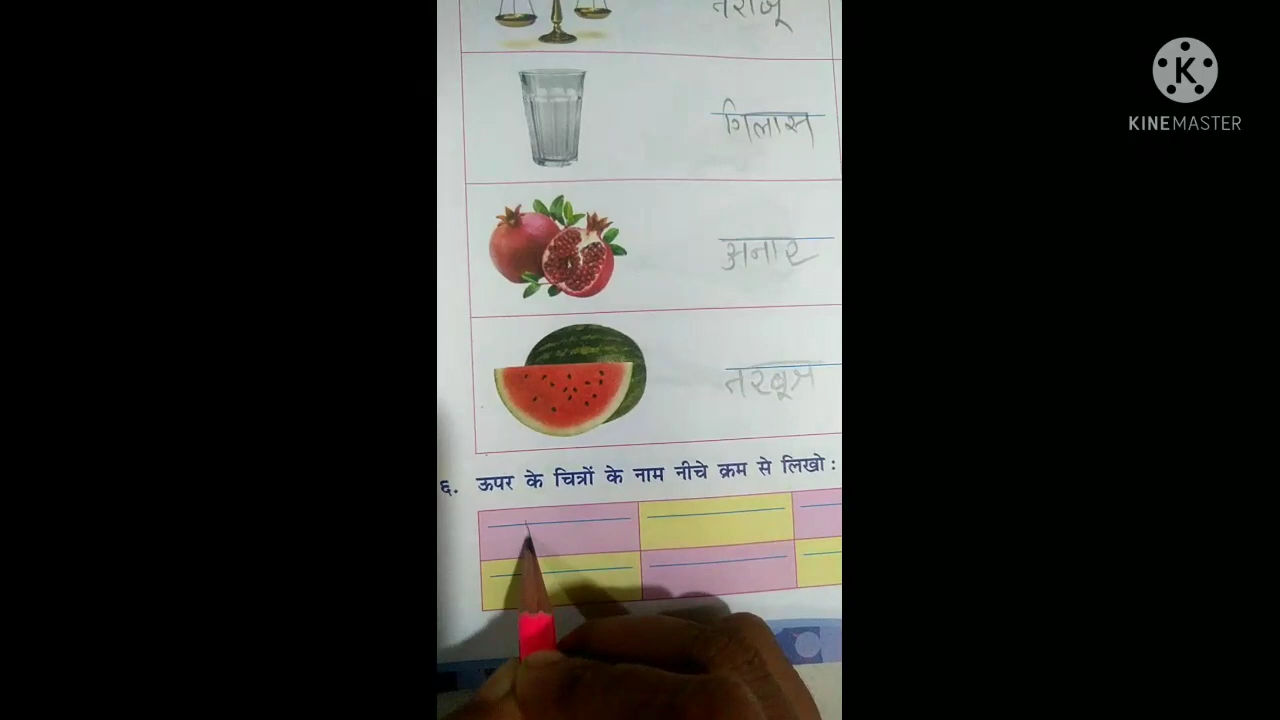 तराजू
K
KINEMASTER
गिलास
अनार
तरबूज
६. ऊपर के चित्रों के नाम नीचे क्रम से लिखो :